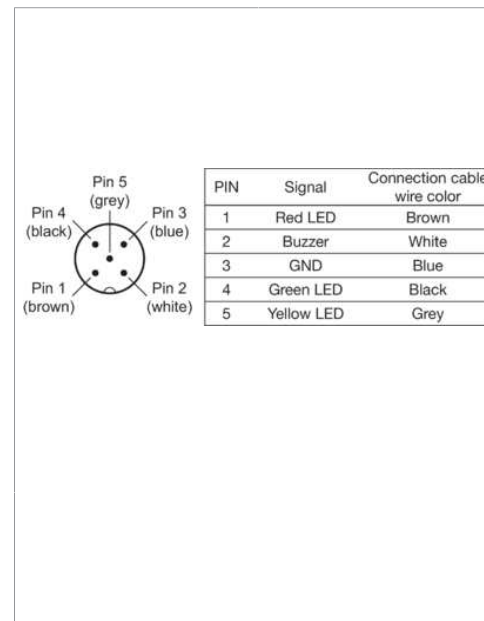 Pin 5
(grey)
Pin 4
(black)
Pin 3
(blue)
Pin 1
(brown)
Pin 2
(white)
PIN Signal Connection cable
wire color
1 Red LED Brown
2 Buzzer White
3 GND Blue
4 Green LED Black
5 Yellow LED Grey